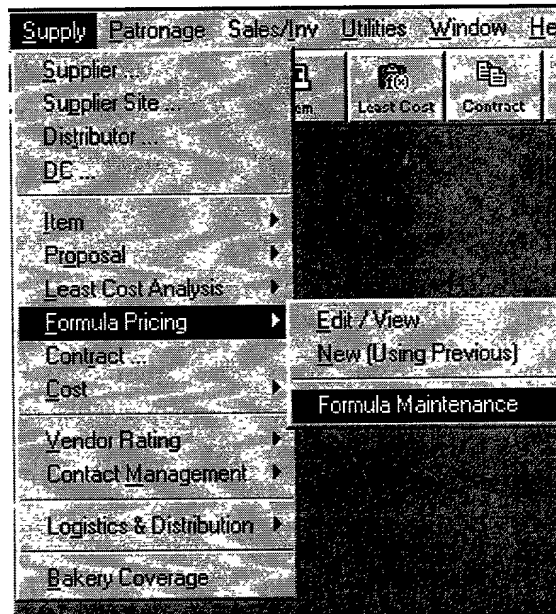 Supply Patronage Sales/Inv Utilities Window He
Supplier ...
Supplier Site ...
Distributor ...
DC ...
Least Cost
Contract
Item
Proposal
Least Cost Analysis
Formula Pricing
Contract ...
Cost
Edit / View
New (Using Previous)
Formula Maintenance
Vendor Rating
Contact Management
Logistics & Distribution
Bakery Coverage